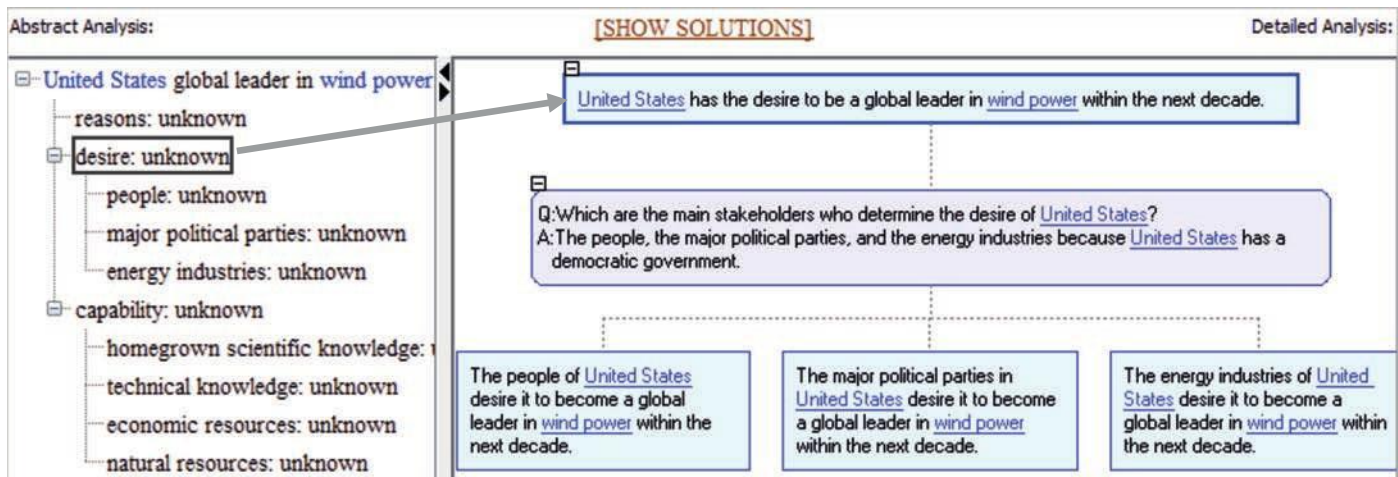 Abstract Analysis:
[SHOW SOLUTIONS]
Detailed Analysis:
United States global leader in wind power
reasons: unknown
desire: unknown
people: unknown
major political parties: unknown
energy industries: unknown
capability: unknown
homegrown scientific knowledge:
technical knowledge: unknown
economic resources: unknown
natural resources: unknown
United States has the desire to be a global leader in wind power within the next decade.
Q:Which are the main stakeholders who determine the desire of United States?
A:The people, the major political parties, and the energy industries because United States has a
democratic government.
The people of United States
desire it to become a global
leader in wind power within the
next decade.
The major political parties in
United States desire it to become
a global leader in wind power
within the next decade.
The energy industries of United
States desire it to become a
global leader in wind power within
the next decade.